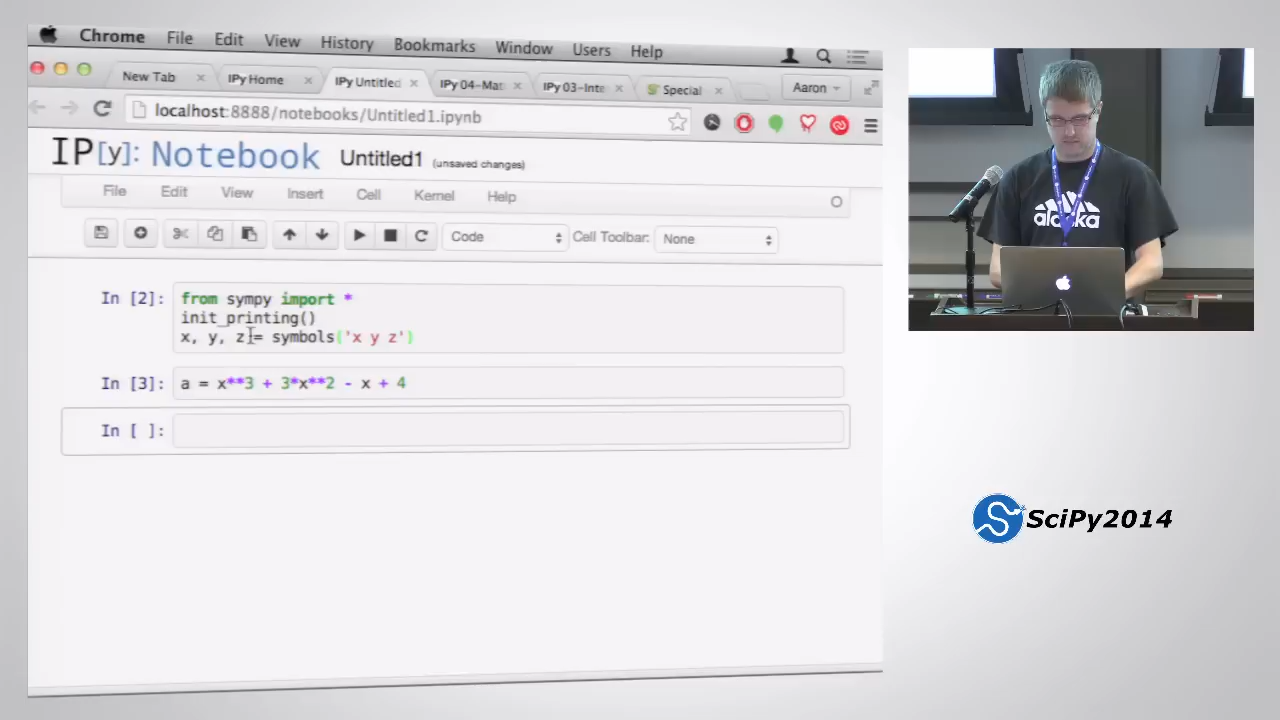 Chrome File Edit View History Bookmarks Window Users Help
New Tab IPy Home IPy Untitled IPy 04-Mat IPy 03-Inte Special Aaron
localhost:8888/notebooks/Untitled1.ipynb
IP[y]: Notebook Untitled1 (unsaved changes)
File Edit View Insert Cell Kernel Help
Code Cell Toolbar: None
In [2]: from sympy import *
init_printing()
x, y, z = symbols('x y z')
In [3]: a = x**3 + 3*x**2 - x + 4
In [ ]:
alaska
SciPy2014